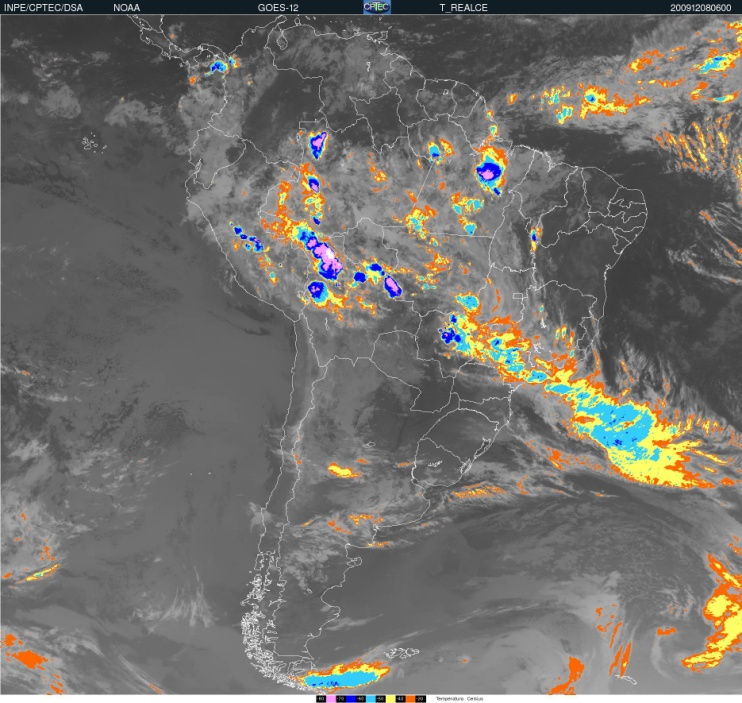 INPE/CPTEC/DSA NOAA GOES-12 CPTEC T_REALCE 200912080600
-80 -70 -60 -50 -40 -30 Temperatura Celsius